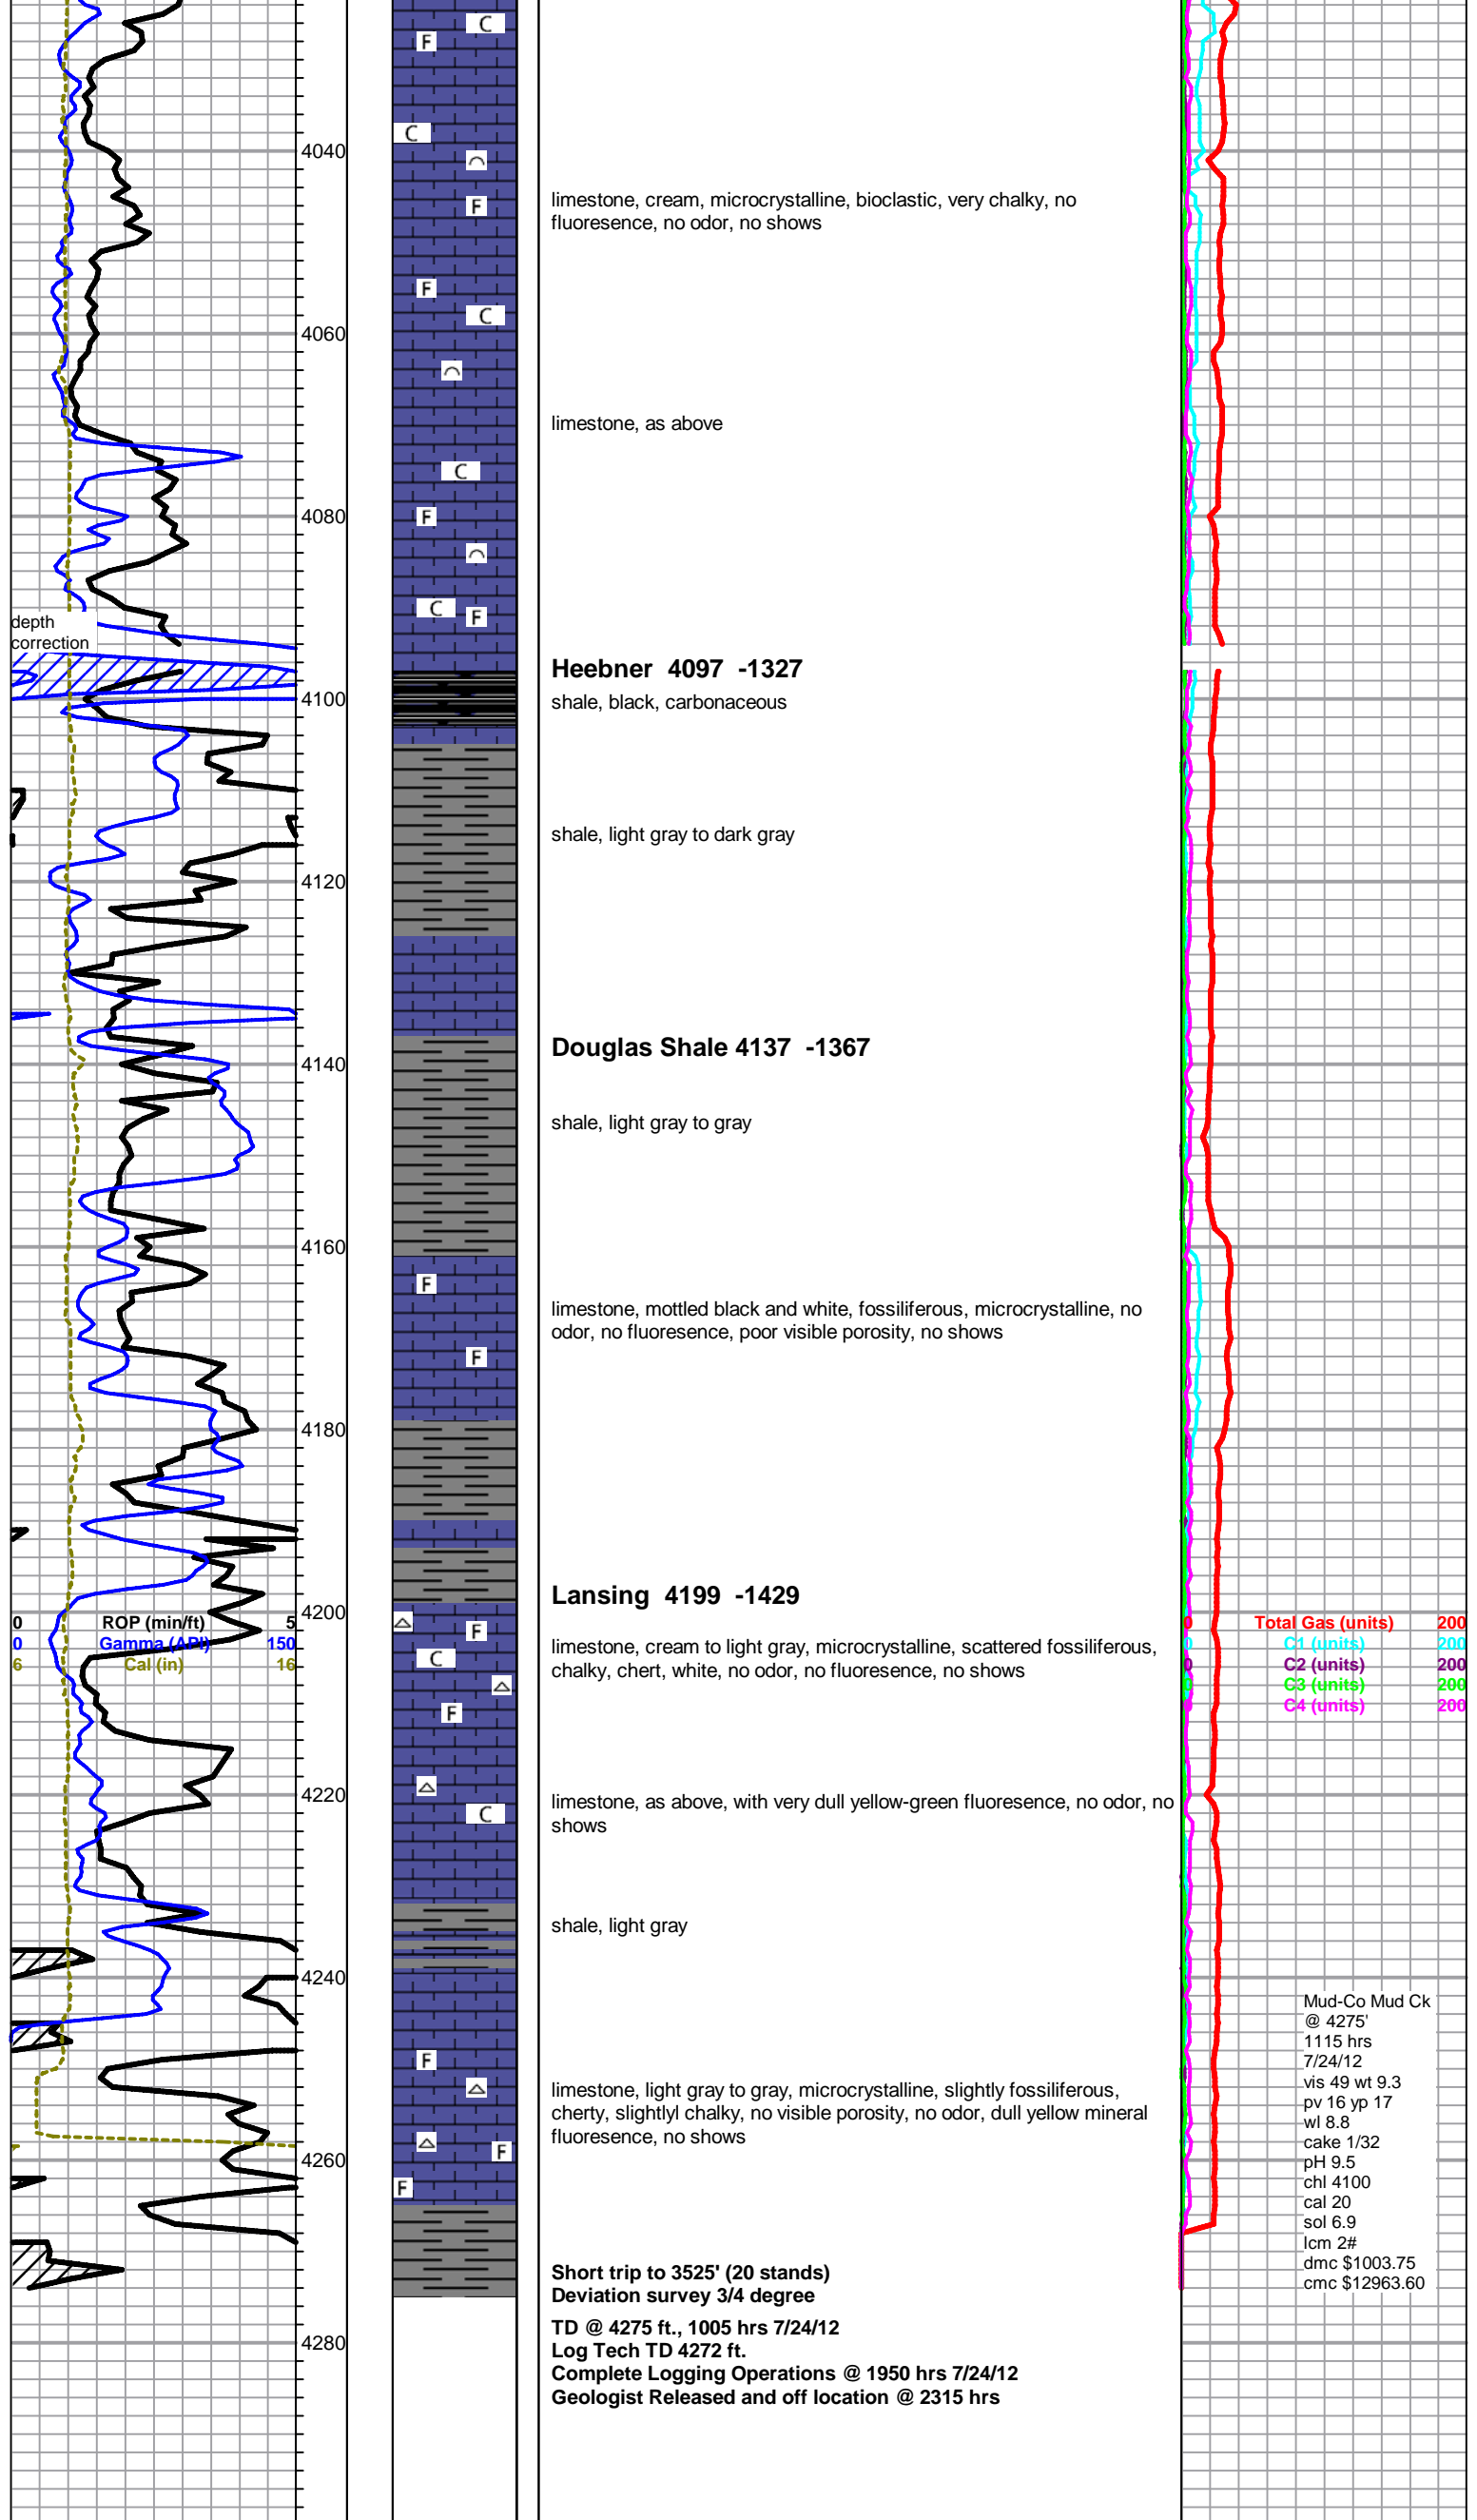 C
F
C
4040
F
limestone, cream, microcrystalline, bioclastic, very chalky, no
fluoresence, no odor, no shows
F
C
4060
limestone, as above
C
F
4080
C
F
depth
correction
Heebner 4097 -1327
4100
shale, black, carbonaceous
shale, light gray to dark gray
4120
Douglas Shale 4137 -1367
4140
shale, light gray to gray
4160
F
limestone, mottled black and white, fossiliferous, microcrystalline, no
odor, no fluoresence, poor visible porosity, no shows
F
4180
Lansing 4199 -1429
4200
0 ROP (min/ft) 5
0 Gamma (API) 150
6 Cal (in) 16
F
C
F
limestone, cream to light gray, microcrystalline, scattered fossiliferous,
chalky, chert, white, no odor, no fluoresence, no shows
0 Total Gas (units) 200
0 C1 (units) 200
0 C2 (units) 200
0 C3 (units) 200
0 C4 (units) 200
4220
C
limestone, as above, with very dull yellow-green fluoresence, no odor, no
shows
shale, light gray
4240
Mud-Co Mud Ck
@ 4275'
1115 hrs
7/24/12
vis 49 wt 9.3
pv 16 yp 17
wl 8.8
cake 1/32
pH 9.5
chl 4100
cal 20
sol 6.9
lcm 2#
dmc $1003.75
cmc $12963.60
F
limestone, light gray to gray, microcrystalline, slightly fossiliferous,
cherty, slightlyl chalky, no visible porosity, no odor, dull yellow mineral
fluoresence, no shows
F
4260
F
Short trip to 3525' (20 stands)
Deviation survey 3/4 degree
TD @ 4275 ft., 1005 hrs 7/24/12
Log Tech TD 4272 ft.
4280
Complete Logging Operations @ 1950 hrs 7/24/12
Geologist Released and off location @ 2315 hrs